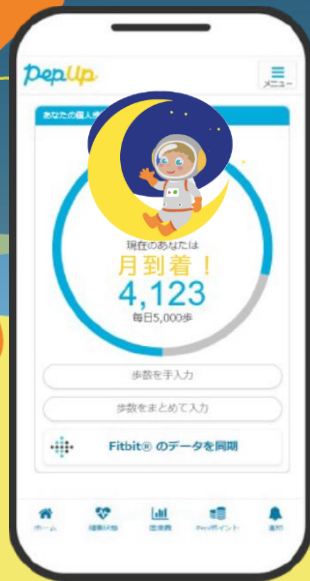 PepUp
メニュー
あなたの個人歩
現在のあなたは
月到着！
4,123
毎日5,000歩
歩数を手入力
歩数をまとめて入力
Fitbit® のデータを同期
ホーム
健康状態
医療費
Pepポイント
通知